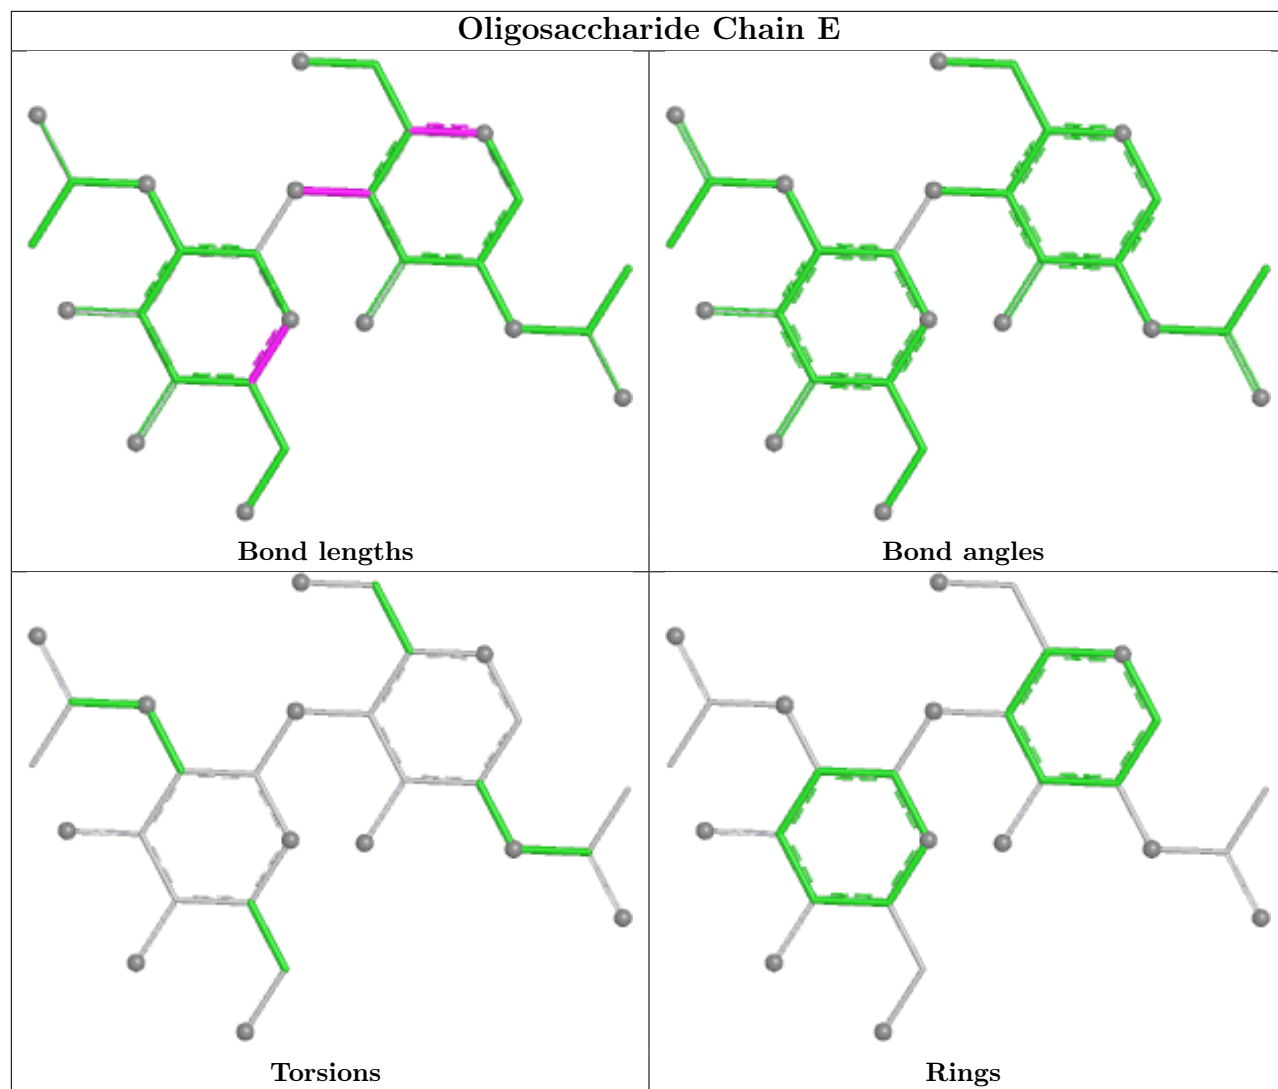 Oligosaccharide Chain E
Bond lengths
Bond angles
Torsions
Rings